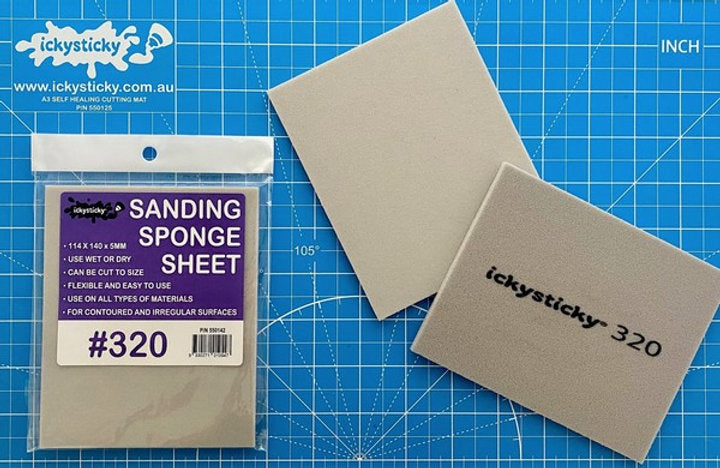 ickysticky
www.ickysticky.com.au
A3 SELF HEALING CUTTING MAT
P/N 550125
INCH
105°
ickysticky
SANDING
SPONGE
SHEET
• 114 X 140 x 5MM
• USE WET OR DRY
• CAN BE CUT TO SIZE
• FLEXIBLE AND EASY TO USE
• USE ON ALL TYPES OF MATERIALS
• FOR CONTOURED AND IRREGULAR SURFACES
P/N 550142
#320
ickysticky 320